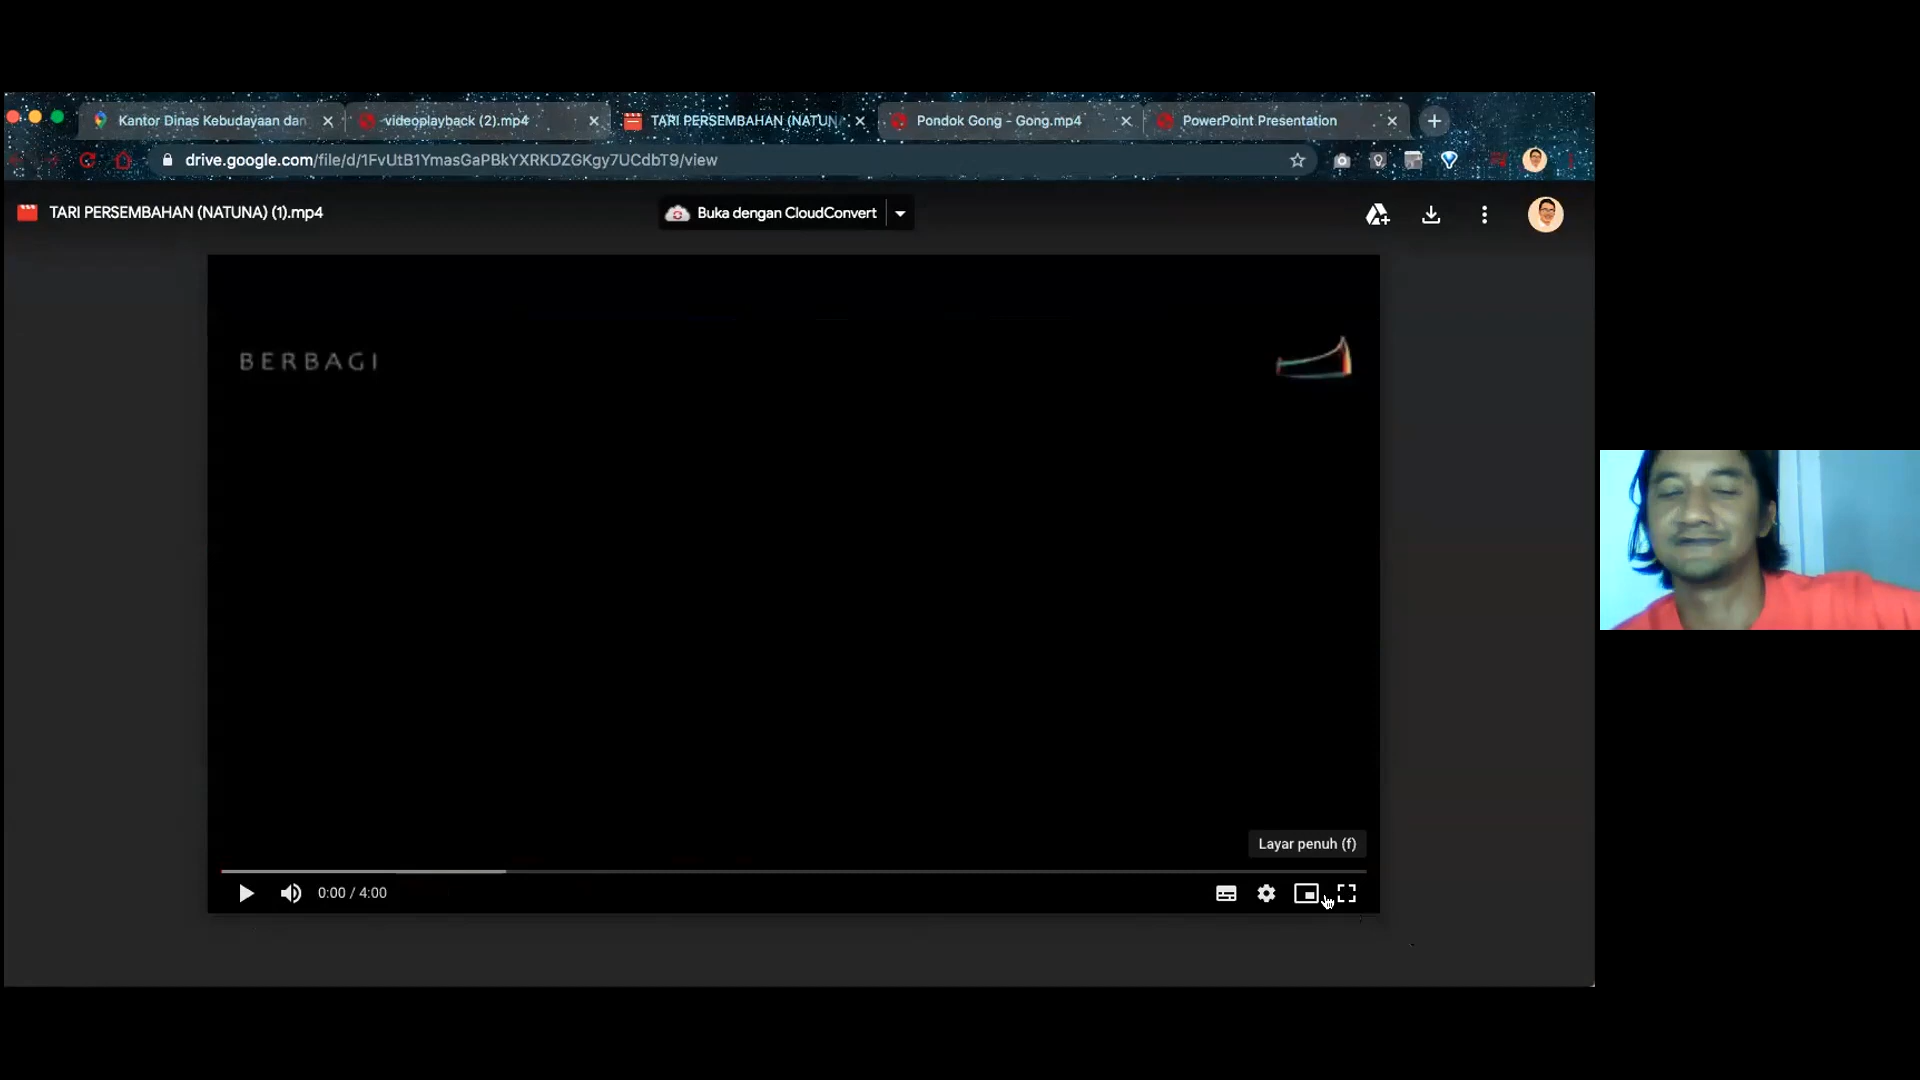 Kantor Dinas Kebudayaan dan
videoplayback (2).mp4
TARI PERSEMBAHAN (NATUN
Pondok Gong - Gong.mp4
PowerPoint Presentation
drive.google.com/file/d/1FvUtB1YmasGaPBkYXRKDZGKgy7UCdbT9/view
TARI PERSEMBAHAN (NATUNA) (1).mp4
Buka dengan CloudConvert
BERBAGI
Layar penuh (f)
0:00 / 4:00